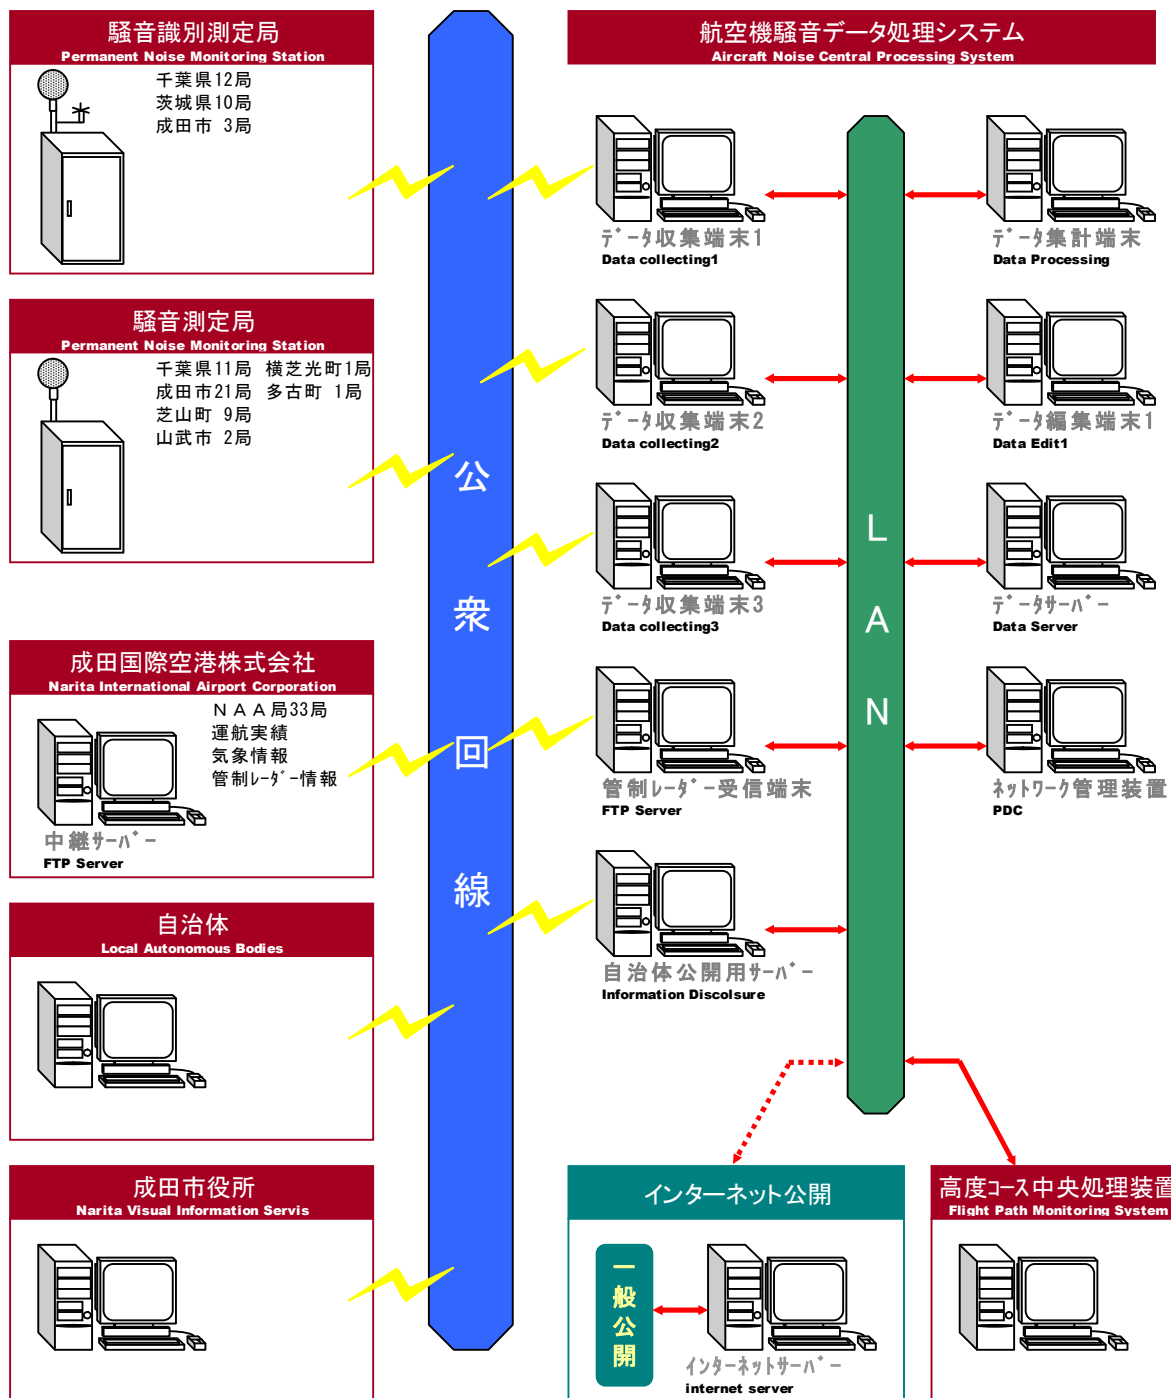 騒音識別測定局
Permanent Noise Monitoring Station
千葉県12局
茨城県10局
成田市 3局
騒音測定局
Permanent Noise Monitoring Station
千葉県11局 横芝光町1局
成田市21局 多古町 1局
芝山町 9局
山武市 2局
成田国際空港株式会社
Narita International Airport Corporation
ＮＡＡ局33局
運航実績
気象情報
管制ﾚｰﾀﾞｰ情報
中継ｻｰﾊﾞｰ
FTP Server
自治体
Local Autonomous Bodies
成田市役所
Narita Visual Information Servis
公衆回線
航空機騒音データ処理システム
Aircraft Noise Central Processing System
ﾃﾞｰﾀ収集端末1
Data collecting1
ﾃﾞｰﾀ収集端末2
Data collecting2
ﾃﾞｰﾀ収集端末3
Data collecting3
管制ﾚｰﾀﾞｰ受信端末
FTP Server
自治体公開用ｻｰﾊﾞｰ
Information Discolsure
ＬＡＮ
ﾃﾞｰﾀ集計端末
Data Processing
ﾃﾞｰﾀ編集端末1
Data Edit1
ﾃﾞｰﾀｻｰﾊﾞｰ
Data Server
ﾈｯﾄﾜｰｸ管理装置
PDC
インターネット公開
一般公開
ｲﾝﾀｰﾈｯﾄｻｰﾊﾞｰ
internet server
高度ｺｰｽ中央処理装置
Flight Path Monitoring System